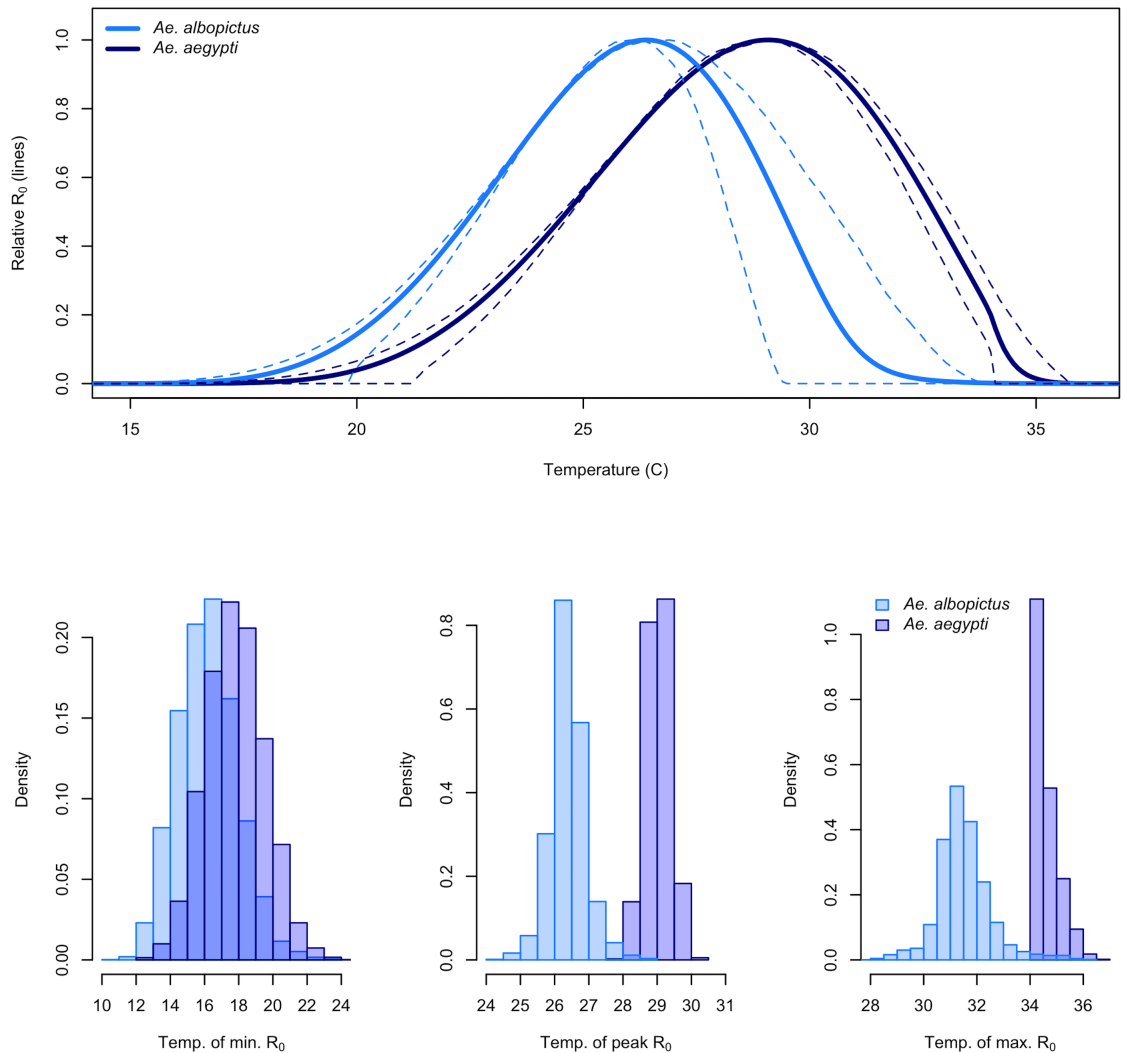 Ae. albopictus
Ae. aegypti
Relative R0 (lines)
0.0 0.2 0.4 0.6 0.8 1.0
15 20 25 30 35
Temperature (C)
Density
0.00 0.05 0.10 0.15 0.20
10 12 14 16 18 20 22 24
Temp. of min. R0
Density
0.0 0.2 0.4 0.6 0.8
24 25 26 27 28 29 30 31
Temp. of peak R0
Ae. albopictus
Ae. aegypti
Density
0.0 0.2 0.4 0.6 0.8 1.0
28 30 32 34 36
Temp. of max. R0